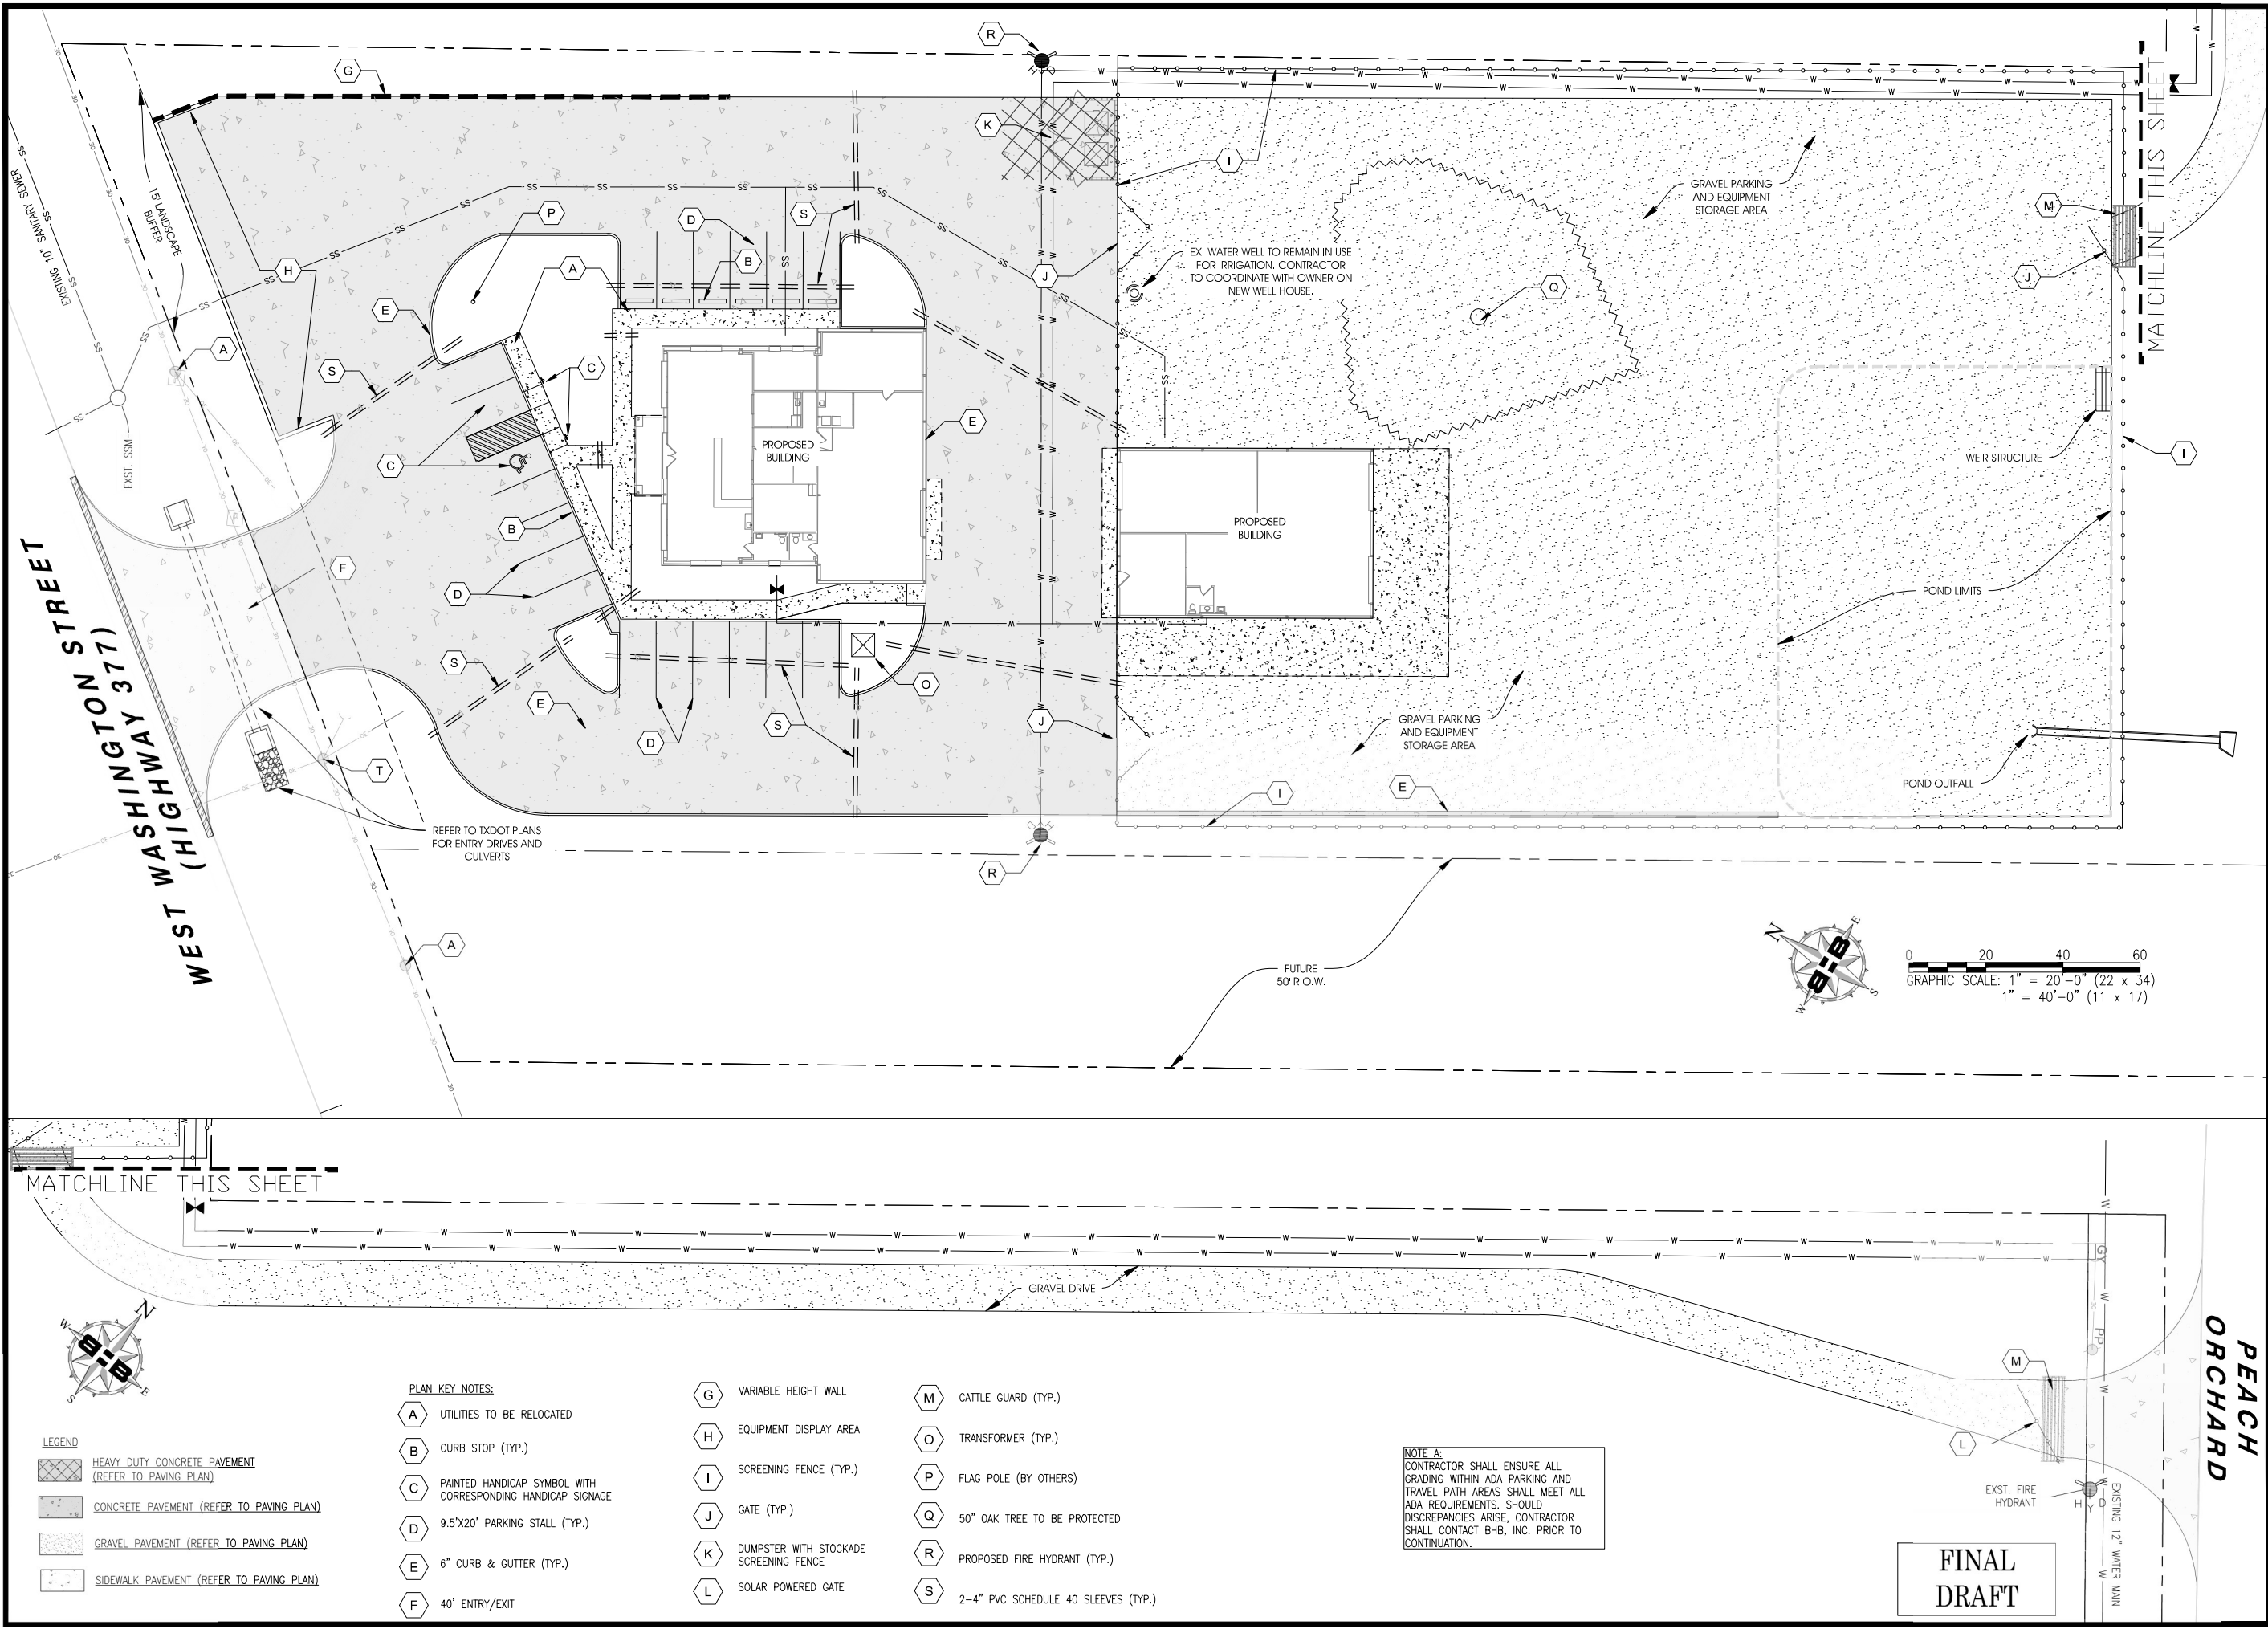 R
G
15' LANDSCAPE
BUFFER
EXISTING 10" SANITARY SEWER
EXST. SSMH
K
I
P
D
S
B
A
H
E
J
C
F
T
O
M
Q
MATCHLINE THIS SHEET
GRAVEL PARKING
AND EQUIPMENT
STORAGE AREA
EX. WATER WELL TO REMAIN IN USE
FOR IRRIGATION. CONTRACTOR
TO COORDINATE WITH OWNER ON
NEW WELL HOUSE.
PROPOSED
BUILDING
PROPOSED
BUILDING
WEIR STRUCTURE
POND LIMITS
GRAVEL PARKING
AND EQUIPMENT
STORAGE AREA
POND OUTFALL
WEST WASHINGTON STREET
(HIGHWAY 377)
REFER TO TXDOT PLANS
FOR ENTRY DRIVES AND
CULVERTS
FUTURE
50' R.O.W.
N
E
S
W
B-B
0 20 40 60
GRAPHIC SCALE: 1" = 20'-0" (22 x 34)
1" = 40'-0" (11 x 17)
MATCHLINE THIS SHEET
GRAVEL DRIVE
GY
PP
M
L
EXST. FIRE
HYDRANT
HYD
EXISTING 12" WATER MAIN
PEACH
ORCHARD
N
E
S
W
B-B
LEGEND
HEAVY DUTY CONCRETE PAVEMENT
(REFER TO PAVING PLAN)
CONCRETE PAVEMENT (REFER TO PAVING PLAN)
GRAVEL PAVEMENT (REFER TO PAVING PLAN)
SIDEWALK PAVEMENT (REFER TO PAVING PLAN)
PLAN KEY NOTES:
A UTILITIES TO BE RELOCATED
B CURB STOP (TYP.)
C PAINTED HANDICAP SYMBOL WITH
CORRESPONDING HANDICAP SIGNAGE
D 9.5'X20' PARKING STALL (TYP.)
E 6" CURB & GUTTER (TYP.)
F 40' ENTRY/EXIT
G VARIABLE HEIGHT WALL
H EQUIPMENT DISPLAY AREA
I SCREENING FENCE (TYP.)
J GATE (TYP.)
K DUMPSTER WITH STOCKADE
SCREENING FENCE
L SOLAR POWERED GATE
M CATTLE GUARD (TYP.)
O TRANSFORMER (TYP.)
P FLAG POLE (BY OTHERS)
Q 50" OAK TREE TO BE PROTECTED
R PROPOSED FIRE HYDRANT (TYP.)
S 2-4" PVC SCHEDULE 40 SLEEVES (TYP.)
NOTE A:
CONTRACTOR SHALL ENSURE ALL
GRADING WITHIN ADA PARKING AND
TRAVEL PATH AREAS SHALL MEET ALL
ADA REQUIREMENTS. SHOULD
DISCREPANCIES ARISE, CONTRACTOR
SHALL CONTACT BHB, INC. PRIOR TO
CONTINUATION.
FINAL
DRAFT